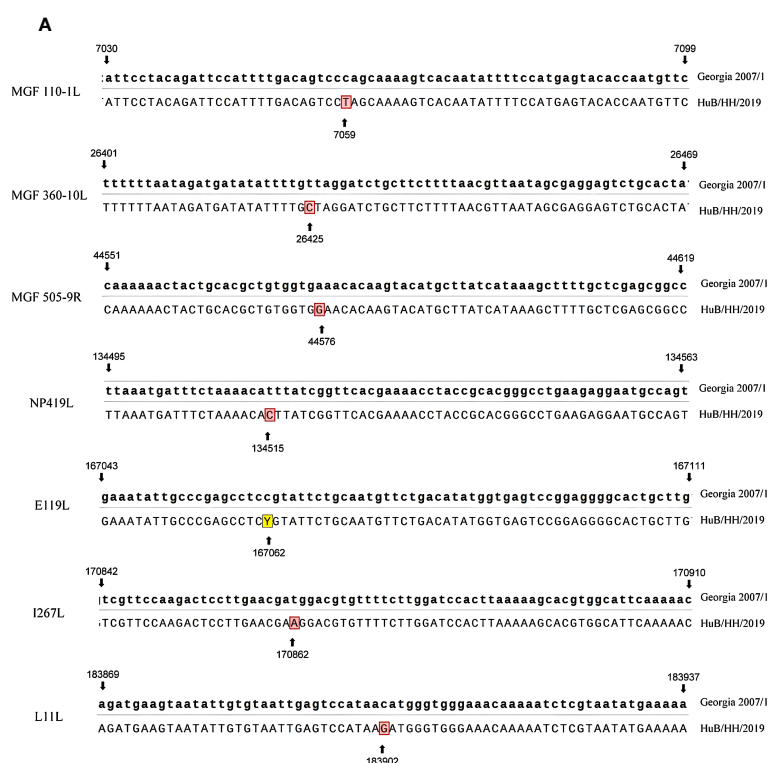 A
7030 7099
MGF 110-1L
attcctacagattccattttgacagtcccagcaaaagtcacaatattttccatgagtacaccaatgttc Georgia 2007/1
ATTCCTACAGATTCCATTTTGACAGTCCTAGCAAAAGTCACAATATTTTCCATGAGTACACCAATGTTC HuB/HH/2019
7059
26401 26469
MGF 360-10L
ttttttaatagatgatatattttgttaggatctgcttcttttaacgttaatagcgaggagtctgcacta Georgia 2007/1
TTTTTTAATAGATGATATATTTTGCTAGGATCTGCTTCTTTTAACGTTAATAGCGAGGAGTCTGCACTA HuB/HH/2019
26425
44551 44619
MGF 505-9R
caaaaaactactgcacgctgtggtgaaacacaagtacatgcttatcataaagcttttgctcgagcggcc Georgia 2007/1
CAAAAAACTACTGCACGCTGTGGTGGAACACAAGTACATGCTTATCATAAAGCTTTTGCTCGAGCGGCC HuB/HH/2019
44576
134495 134563
NP419L
ttaaatgatttctaaaacatttatcggttcacgaaaacctaccgcacgggcctgaagaggaatgccagt Georgia 2007/1
TTAAATGATTTCTAAAACACTTATCGGTTCACGAAAACCTACCGCACGGGCCTGAAGAGGAATGCCAGT HuB/HH/2019
134515
167043 167111
E119L
gaaatattgcccgagcctccgtattctgcaatgttctgacatatggtgagtccggaggggcactgcttg Georgia 2007/1
GAAATATTGCCCGAGCCTCYGTATTCTGCAATGTTCTGACATATGGTGAGTCCGGAGGGGCACTGCTTG HuB/HH/2019
167062
170842 170910
I267L
tcgttccaagactccttgaacgatggacgtgttttcttggatccacttaaaaagcacgtggcattcaaaaac Georgia 2007/1
TCGTTCCAAGACTCCTTGAACGAAGGACGTGTTTTCTTGGATCCACTTAAAAAGCACGTGGCATTCAAAAAC HuB/HH/2019
170862
183869 183937
L11L
agatgaagtaatattgtgtaattgagtccataacatgggtgggaaacaaaaatctcgtaatatgaaaaa Georgia 2007/1
AGATGAAGTAATATTGTGTAATTGAGTCCATAAGATGGGTGGGAAACAAAAATCTCGTAATATGAAAAA HuB/HH/2019
183902